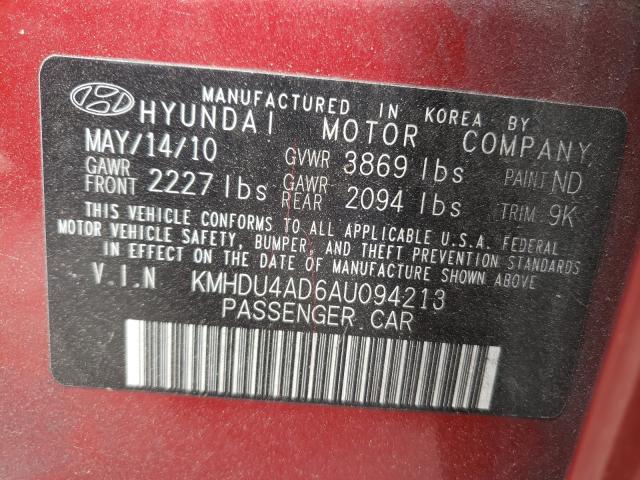 MANUFACTURED IN KOREA BY
HYUNDAI MOTOR COMPANY
MAY/14/10 GVWR 3869 lbs PAINT ND
GAWR FRONT 2227 lbs GAWR REAR 2094 lbs TRIM 9K
THIS VEHICLE CONFORMS TO ALL APPLICABLE U.S.A. FEDERAL
MOTOR VEHICLE SAFETY, BUMPER, AND THEFT PREVENTION STANDARDS
IN EFFECT ON THE DATE OF MANUFACTURE SHOWN ABOVE
V.I.N KMHDU4AD6AU094213
PASSENGER CAR